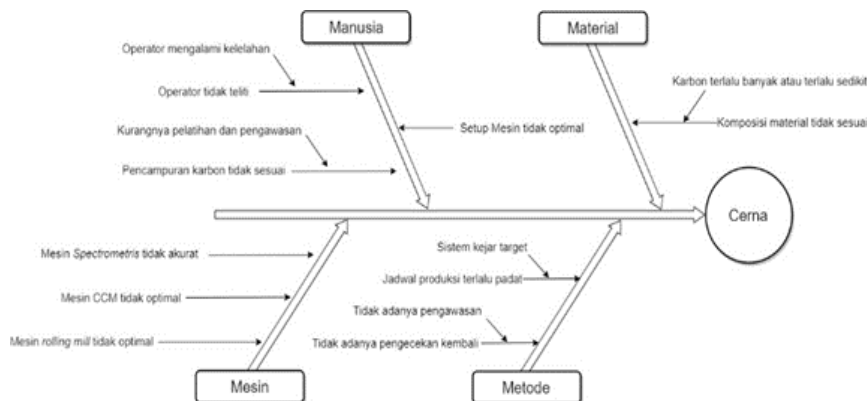 Manusia
Material
Operator mengalami kelelahan
Operator tidak teliti
Kurangnya pelatihan dan pengawasan
Setup Mesin tidak optimal
Pencampuran karbon tidak sesuai
Karbon terlalu banyak atau terlalu sedikit
Komposisi material tidak sesuai
Cerna
Mesin Spectrometris tidak akurat
Mesin CCM tidak optimal
Mesin rolling mill tidak optimal
Sistem kejar target
Jadwal produksi terlalu padat
Tidak adanya pengawasan
Tidak adanya pengecekan kembali
Mesin
Metode